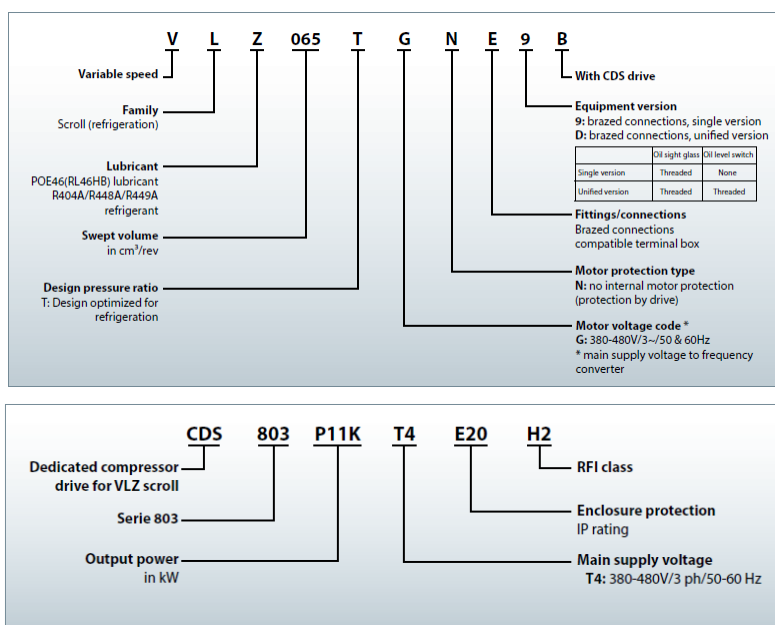 V L Z 065 T G N E 9 B
Variable speed
Family
Scroll (refrigeration)
Lubricant
POE46(RL46HB) lubricant
R404A/R448A/R449A
refrigerant
Swept volume
in cm³/rev
Design pressure ratio
T: Design optimized for
refrigeration
With CDS drive
Equipment version
9: brazed connections, single version
D: brazed connections, unified version
Oil sight glass Oil level switch
Single version Threaded None
Unified version Threaded Threaded
Fittings/connections
Brazed connections
compatible terminal box
Motor protection type
N: no internal motor protection
(protection by drive)
Motor voltage code *
G: 380-480V/3~/50 & 60Hz
* main supply voltage to frequency
converter
CDS 803 P11K T4 E20 H2
Dedicated compressor
drive for VLZ scroll
Serie 803
Output power
in kW
RFI class
Enclosure protection
IP rating
Main supply voltage
T4: 380-480V/3 ph/50-60 Hz